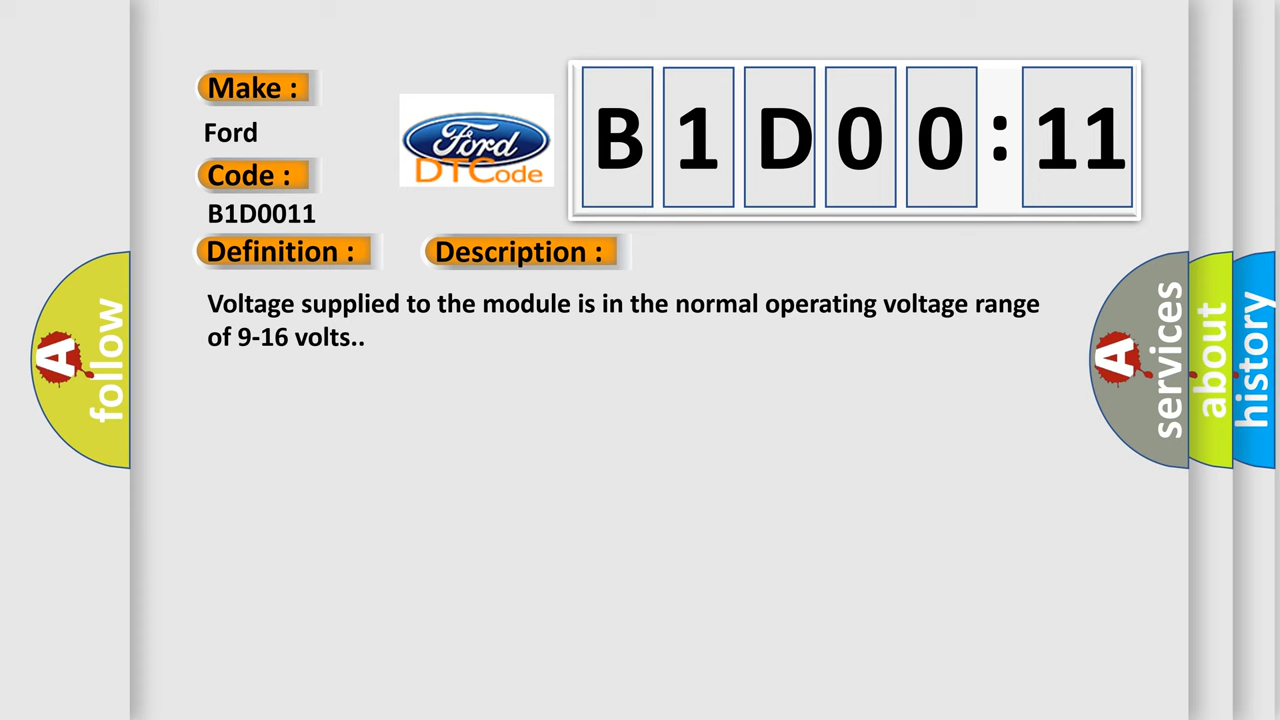 Make :
Ford
Code :
B1D0011
Ford
DTCode
B1D00:11
Definition :
Description :
Voltage supplied to the module is in the normal operating voltage range
of 9-16 volts..
A
follow
A
services
about
history